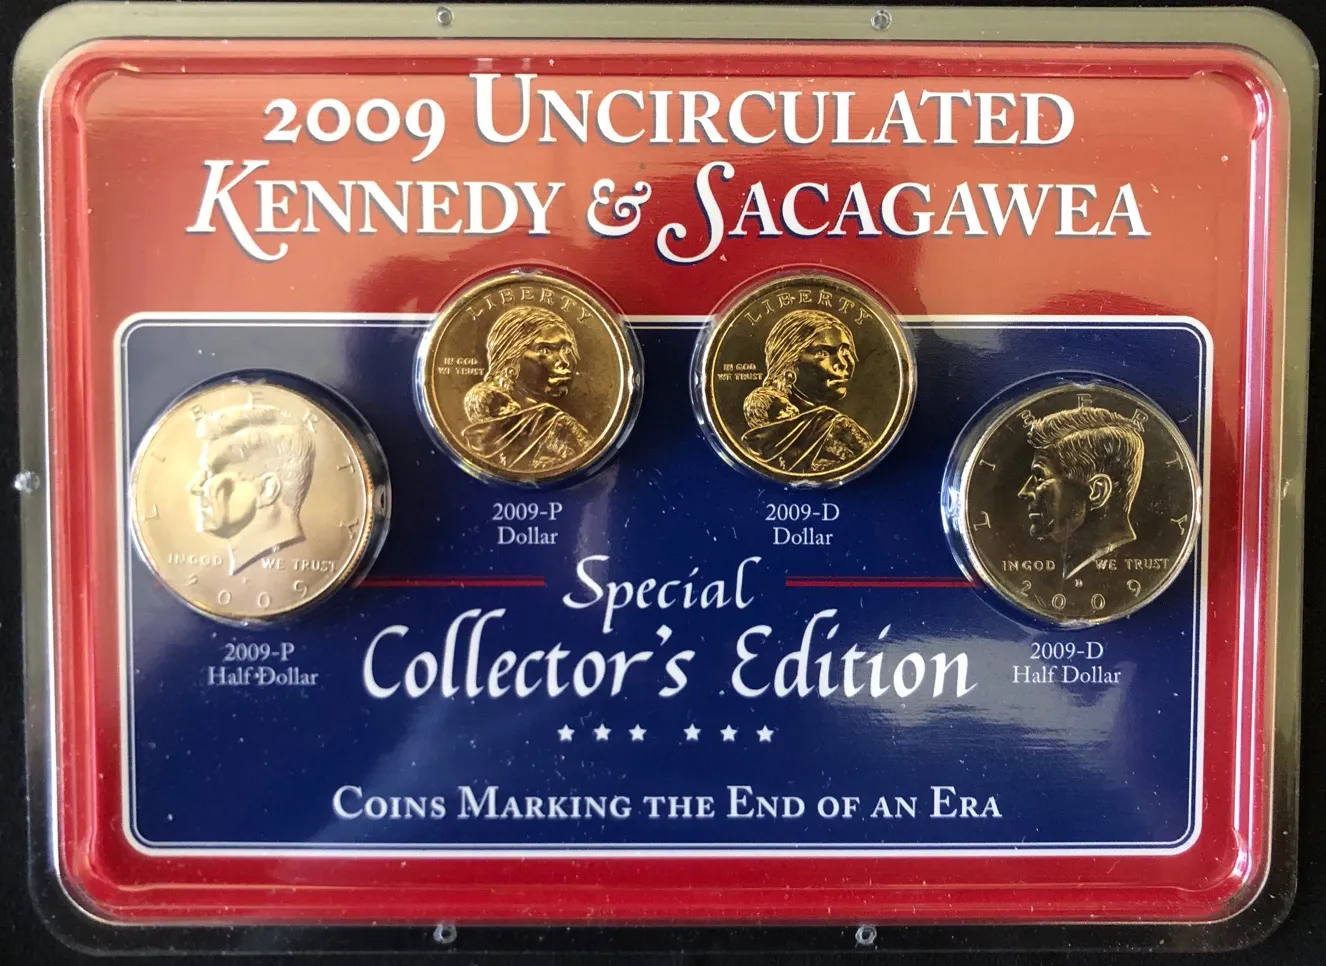 2009 UNCIRCULATED
KENNEDY & SACAGAWEA
LIBERTY
IN GOD
WE TRUST
LIBERTY
IN GOD
WE TRUST
LIBERTY
IN GOD WE TRUST
2009
LIBERTY
IN GOD WE TRUST
D
2009
2009-P
Dollar
2009-D
Dollar
Special
Collector's Edition
2009-P
Half Dollar
2009-D
Half Dollar
COINS MARKING THE END OF AN ERA